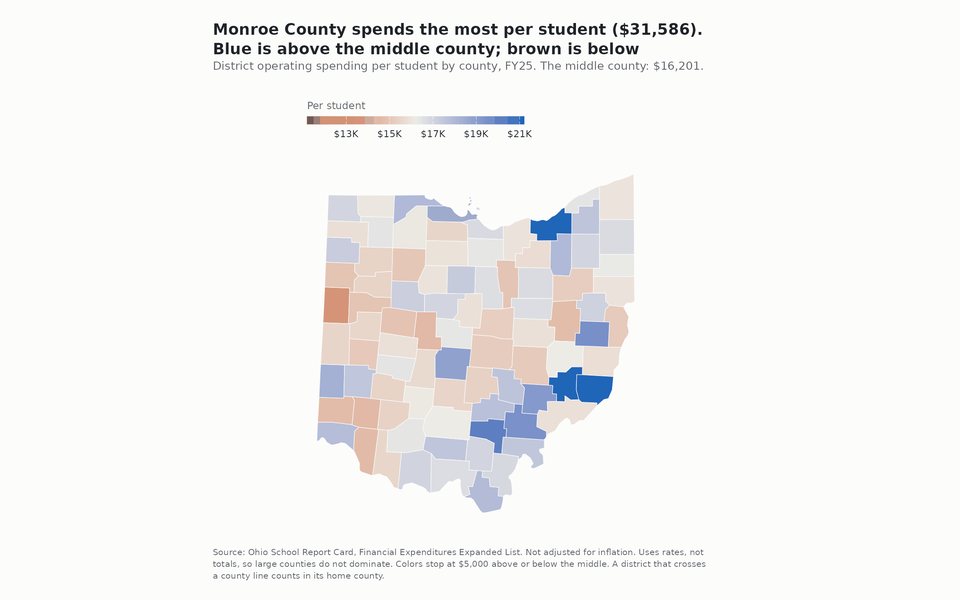 Monroe County spends the most per student ($31,586).
Blue is above the middle county; brown is below
District operating spending per student by county, FY25. The middle county: $16,201.
Per student
$13K $15K $17K $19K $21K
Source: Ohio School Report Card, Financial Expenditures Expanded List. Not adjusted for inflation. Uses rates, not
totals, so large counties do not dominate. Colors stop at $5,000 above or below the middle. A district that crosses
a county line counts in its home county.